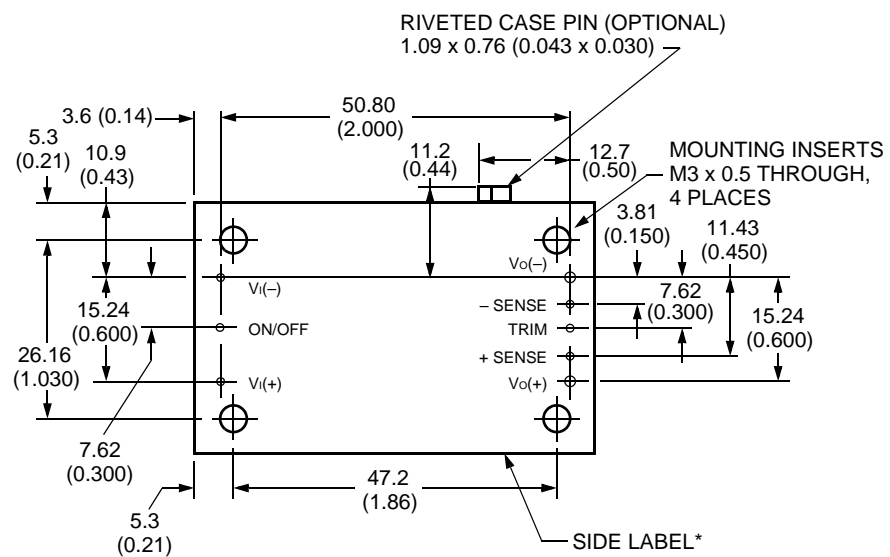 RIVETED CASE PIN (OPTIONAL)
1.09 x 0.76 (0.043 x 0.030)
50.80
(2.000)
3.6 (0.14)
5.3
(0.21)
10.9
(0.43)
11.2
(0.44)
12.7
(0.50)
MOUNTING INSERTS
M3 x 0.5 THROUGH,
4 PLACES
3.81
(0.150)
11.43
(0.450)
VO(–)
VI(–)
– SENSE
7.62
(0.300)
15.24
(0.600)
ON/OFF
TRIM
15.24
(0.600)
26.16
(1.030)
+ SENSE
VI(+)
VO(+)
7.62
(0.300)
47.2
(1.86)
5.3
(0.21)
SIDE LABEL*